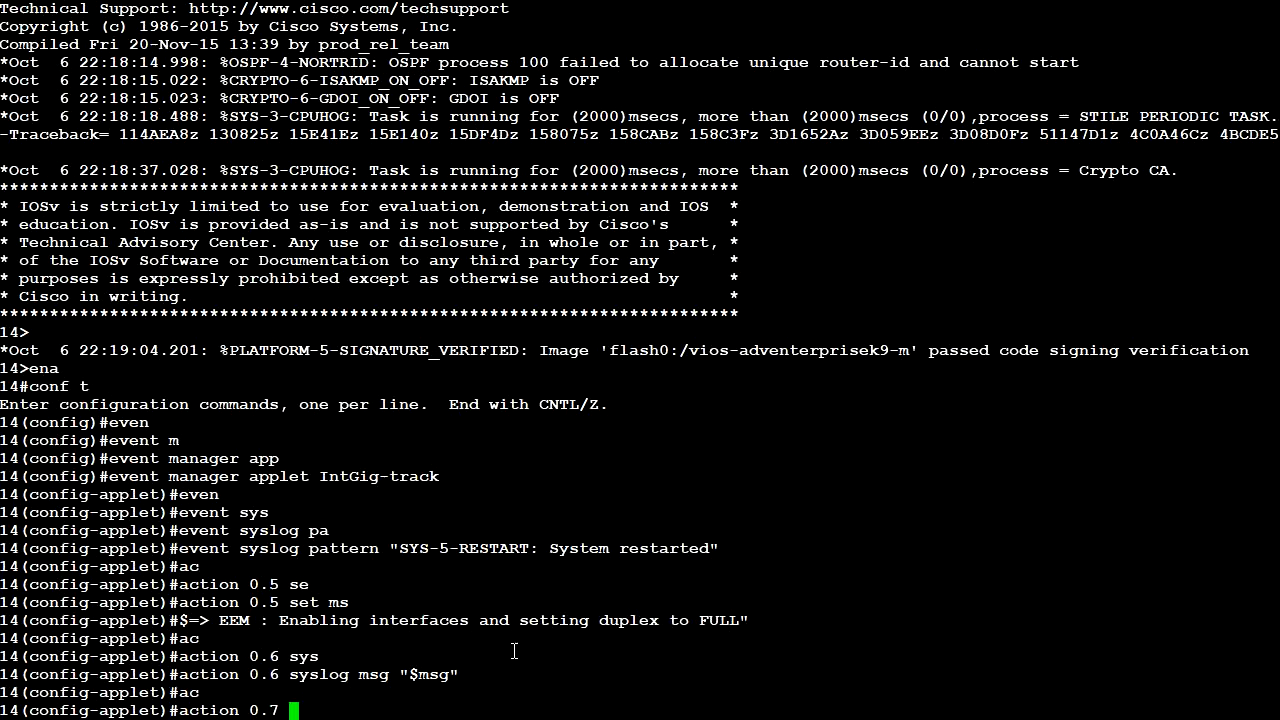 Technical Support: http://www.cisco.com/techsupport
Copyright (c) 1986-2015 by Cisco Systems, Inc.
Compiled Fri 20-Nov-15 13:39 by prod_rel_team
*Oct  6 22:18:14.998: %OSPF-4-NORTRID: OSPF process 100 failed to allocate unique router-id and cannot start
*Oct  6 22:18:15.022: %CRYPTO-6-ISAKMP_ON_OFF: ISAKMP is OFF
*Oct  6 22:18:15.023: %CRYPTO-6-GDOI_ON_OFF: GDOI is OFF
*Oct  6 22:18:18.488: %SYS-3-CPUHOG: Task is running for (2000)msecs, more than (2000)msecs (0/0),process = STILE PERIODIC TASK.
-Traceback= 114AEA8z 130825z 15E41Ez 15E140z 15DF4Dz 158075z 158CABz 158C3Fz 3D1652Az 3D059EEz 3D08D0Fz 51147D1z 4C0A46Cz 4BCDE5
*Oct  6 22:18:37.028: %SYS-3-CPUHOG: Task is running for (2000)msecs, more than (2000)msecs (0/0),process = Crypto CA.
**************************************************************************
* IOSv is strictly limited to use for evaluation, demonstration and IOS  *
* education. IOSv is provided as-is and is not supported by Cisco's      *
* Technical Advisory Center. Any use or disclosure, in whole or in part, *
* of the IOSv Software or Documentation to any third party for any       *
* purposes is expressly prohibited except as otherwise authorized by     *
* Cisco in writing.                                                      *
**************************************************************************
14>
*Oct  6 22:19:04.201: %PLATFORM-5-SIGNATURE_VERIFIED: Image 'flash0:/vios-adventerprisek9-m' passed code signing verification
14>ena
14#conf t
Enter configuration commands, one per line.  End with CNTL/Z.
14(config)#even
14(config)#event m
14(config)#event manager app
14(config)#event manager applet IntGig-track
14(config-applet)#even
14(config-applet)#event sys
14(config-applet)#event syslog pa
14(config-applet)#event syslog pattern "SYS-5-RESTART: System restarted"
14(config-applet)#ac
14(config-applet)#action 0.5 se
14(config-applet)#action 0.5 set ms
14(config-applet)#$=> EEM : Enabling interfaces and setting duplex to FULL"
14(config-applet)#ac
14(config-applet)#action 0.6 sys
14(config-applet)#action 0.6 syslog msg "$msg"
14(config-applet)#ac
14(config-applet)#action 0.7